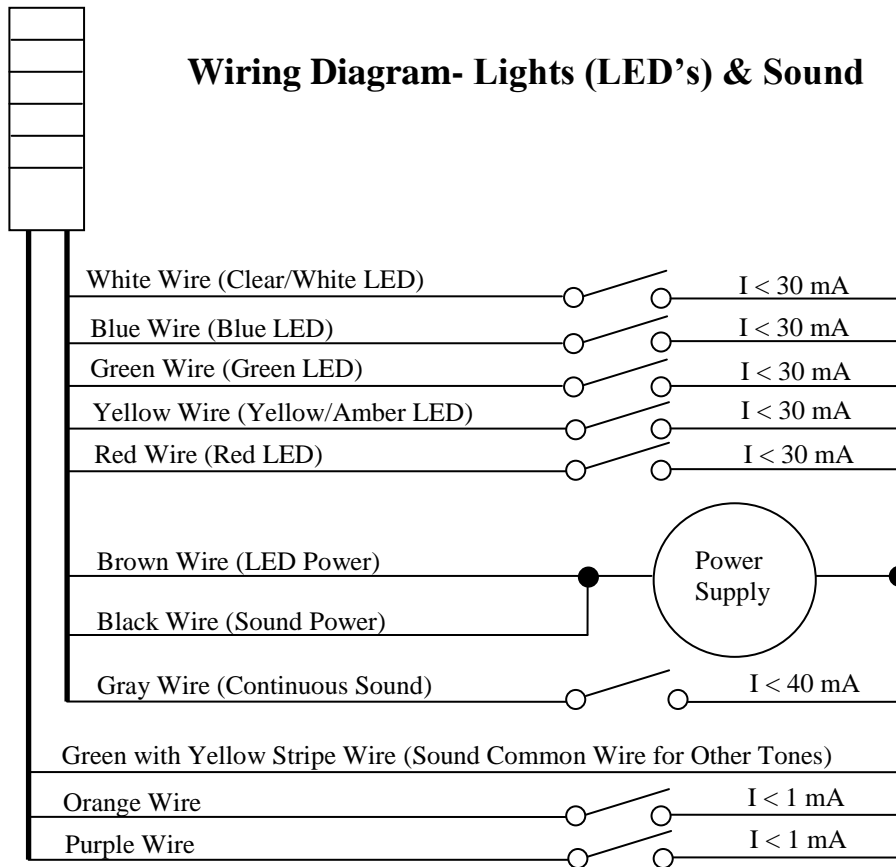 Wiring Diagram- Lights (LED’s) & Sound
White Wire (Clear/White LED)
I < 30 mA
Blue Wire (Blue LED)
I < 30 mA
Green Wire (Green LED)
I < 30 mA
Yellow Wire (Yellow/Amber LED)
I < 30 mA
Red Wire (Red LED)
I < 30 mA
Brown Wire (LED Power)
Power
Supply
Black Wire (Sound Power)
Gray Wire (Continuous Sound)
I < 40 mA
Green with Yellow Stripe Wire (Sound Common Wire for Other Tones)
Orange Wire
I < 1 mA
Purple Wire
I < 1 mA